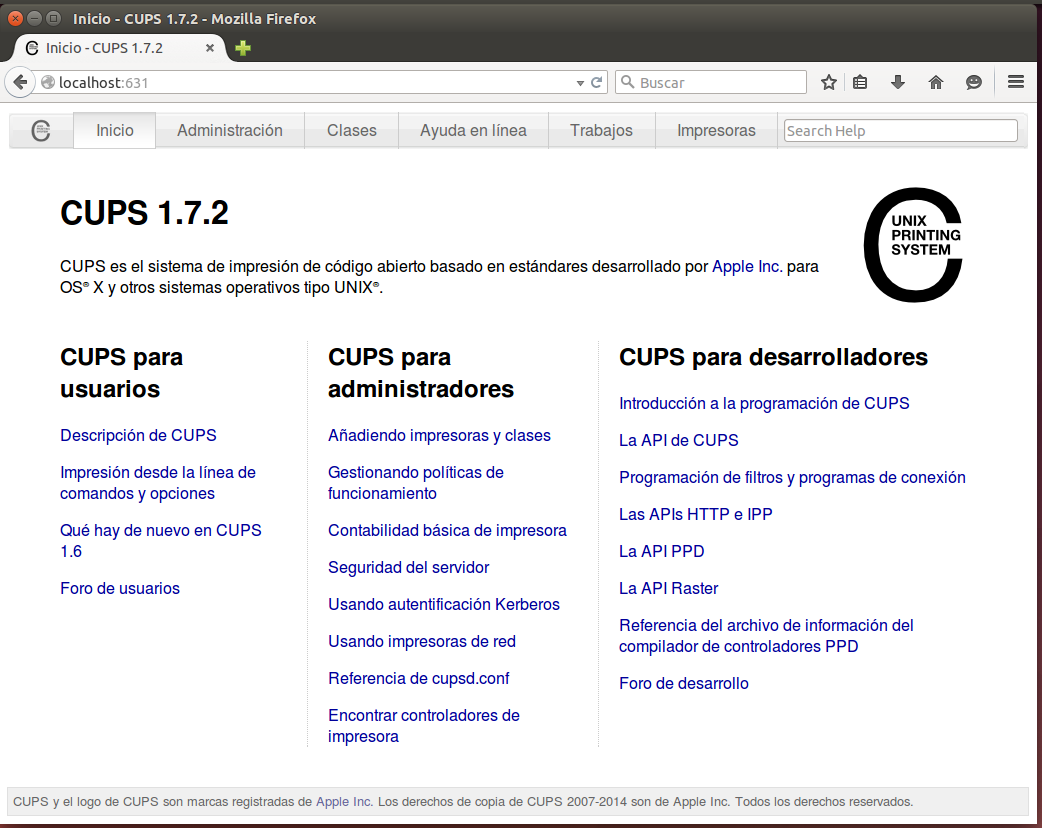 Inicio - CUPS 1.7.2 - Mozilla Firefox
Inicio - CUPS 1.7.2
localhost:631
Buscar
Inicio
Administración
Clases
Ayuda en línea
Trabajos
Impresoras
Search Help
CUPS 1.7.2
UNIX
PRINTING
SYSTEM
CUPS es el sistema de impresión de código abierto basado en estándares desarrollado por Apple Inc. para
OS® X y otros sistemas operativos tipo UNIX®.
CUPS para
usuarios
Descripción de CUPS
Impresión desde la línea de
comandos y opciones
Qué hay de nuevo en CUPS
1.6
Foro de usuarios
CUPS para
administradores
Añadiendo impresoras y clases
Gestionando políticas de
funcionamiento
Contabilidad básica de impresora
Seguridad del servidor
Usando autentificación Kerberos
Usando impresoras de red
Referencia de cupsd.conf
Encontrar controladores de
impresora
CUPS para desarrolladores
Introducción a la programación de CUPS
La API de CUPS
Programación de filtros y programas de conexión
Las APIs HTTP e IPP
La API PPD
La API Raster
Referencia del archivo de información del
compilador de controladores PPD
Foro de desarrollo
CUPS y el logo de CUPS son marcas registradas de Apple Inc. Los derechos de copia de CUPS 2007-2014 son de Apple Inc. Todos los derechos reservados.